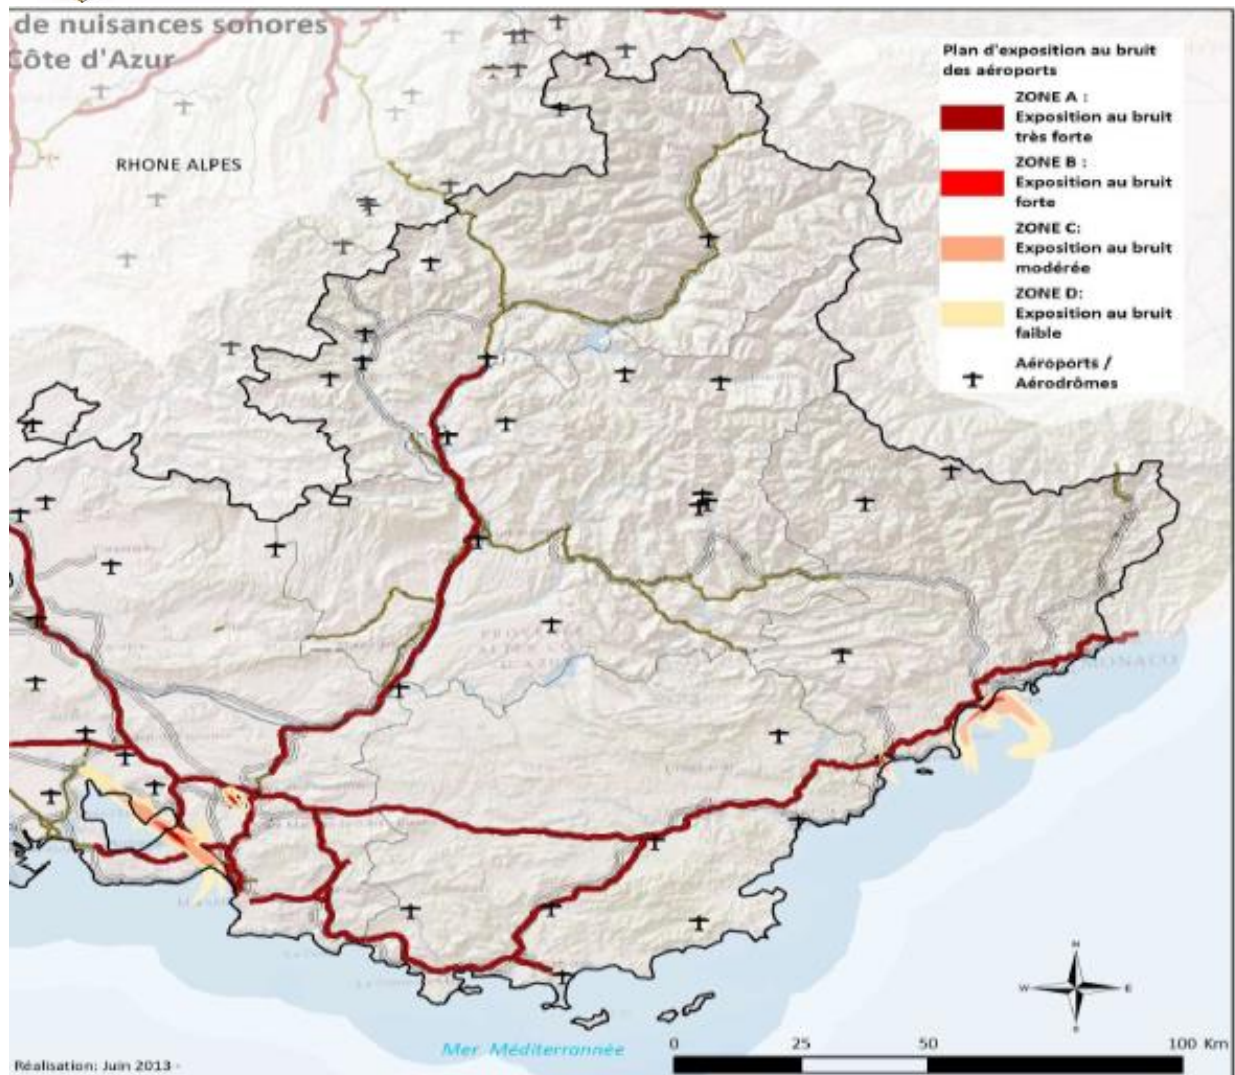 de nuisances sonores
Côte d'Azur
Plan d'exposition au bruit
des aéroports
ZONE A :
Exposition au bruit
très forte
ZONE B :
Exposition au bruit
forte
ZONE C:
Exposition au bruit
modérée
ZONE D:
Exposition au bruit
faible
Aéroports /
Aérodrômes
RHONE ALPES
PROVENCE
MONACO
N
W
E
S
Mer Méditerrannée
0
25
50
100 Km
Réalisation: Juin 2013 -